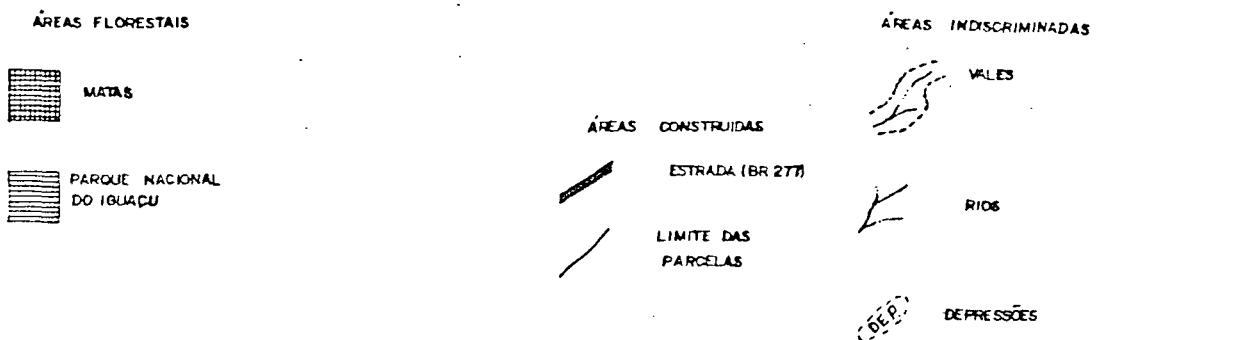 ÁREAS FLORESTAIS
MATAS
PARQUE NACIONAL
DO IGUAÇU
ÁREAS CONSTRUIDAS
ESTRADA (BR 277)
LIMITE DAS
PARCELAS
ÁREAS INDISCRIMINADAS
VALES
RIOS
DEP.
DEPRESSÕES